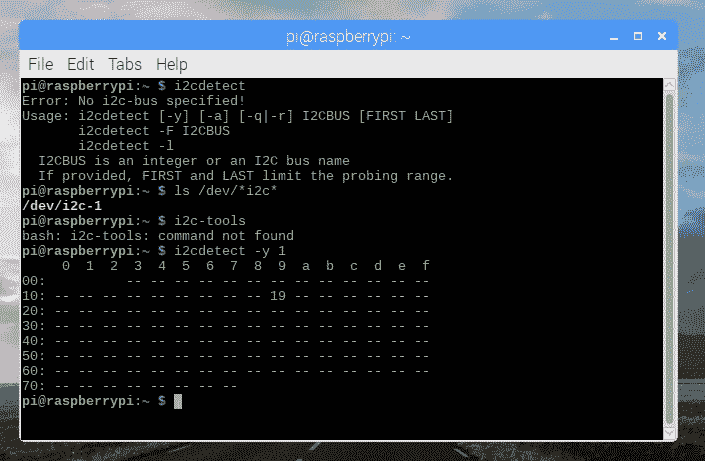 pi@raspberrypi: ~
File Edit Tabs Help
pi@raspberrypi:~ $ i2cdetect
Error: No i2c-bus specified!
Usage: i2cdetect [-y] [-a] [-q|-r] I2CBUS [FIRST LAST]
       i2cdetect -F I2CBUS
       i2cdetect -l
  I2CBUS is an integer or an I2C bus name
  If provided, FIRST and LAST limit the probing range.
pi@raspberrypi:~ $ ls /dev/*i2c*
/dev/i2c-1
pi@raspberrypi:~ $ i2c-tools
bash: i2c-tools: command not found
pi@raspberrypi:~ $ i2cdetect -y 1
     0  1  2  3  4  5  6  7  8  9  a  b  c  d  e  f
00:          -- -- -- -- -- -- -- -- -- -- -- -- --
10: -- -- -- -- -- -- -- -- -- 19 -- -- -- -- -- --
20: -- -- -- -- -- -- -- -- -- -- -- -- -- -- -- --
30: -- -- -- -- -- -- -- -- -- -- -- -- -- -- -- --
40: -- -- -- -- -- -- -- -- -- -- -- -- -- -- -- --
50: -- -- -- -- -- -- -- -- -- -- -- -- -- -- -- --
60: -- -- -- -- -- -- -- -- -- -- -- -- -- -- -- --
70: -- -- -- -- -- -- -- --
pi@raspberrypi:~ $